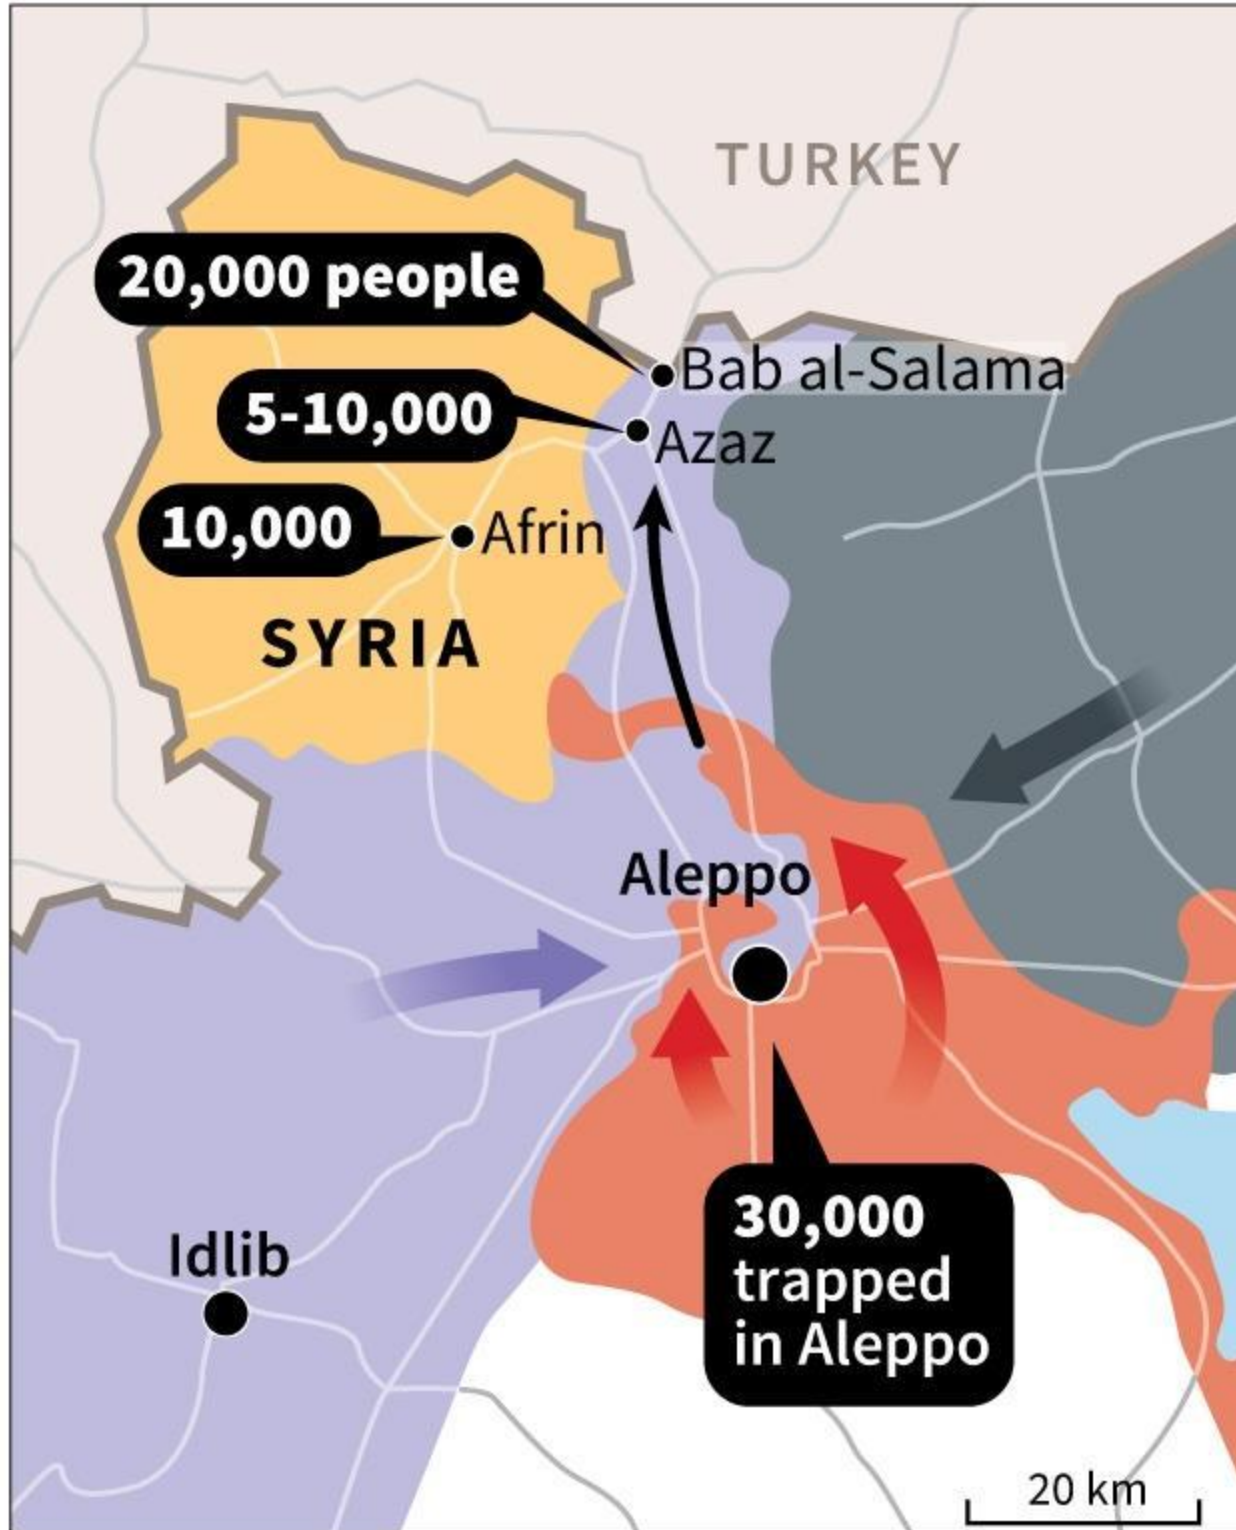 TURKEY
20,000 people
Bab al-Salama
5-10,000
Azaz
10,000
Afrin
SYRIA
Aleppo
30,000
trapped
in Aleppo
Idlib
20 km